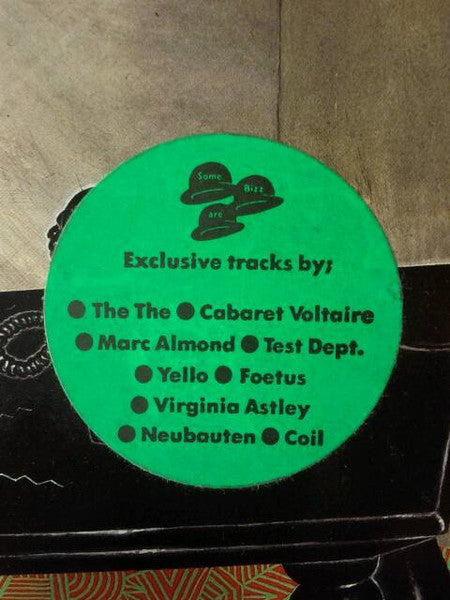 Some
Bizz
are
Exclusive tracks by;
● The The ● Cabaret Voltaire
● Marc Almond ● Test Dept.
● Yello ● Foetus
● Virginia Astley
● Neubauten ● Coil